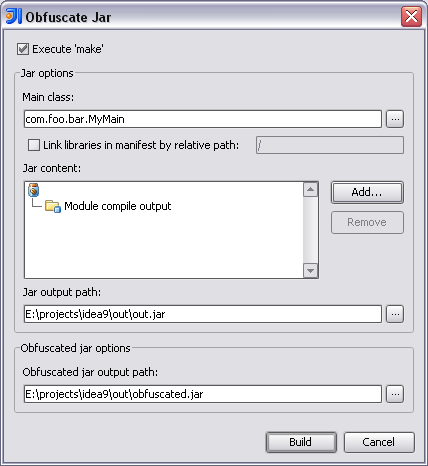 Obfuscate Jar
Execute 'make'
Jar options
Main class:
com.foo.bar.MyMain
...
Link libraries in manifest by relative path:
/
Jar content:
Module compile output
Add...
Remove
Jar output path:
E:\projects\idea9\out\out.jar
...
Obfuscated jar options
Obfuscated jar output path:
E:\projects\idea9\out\obfuscated.jar
...
Build
Cancel